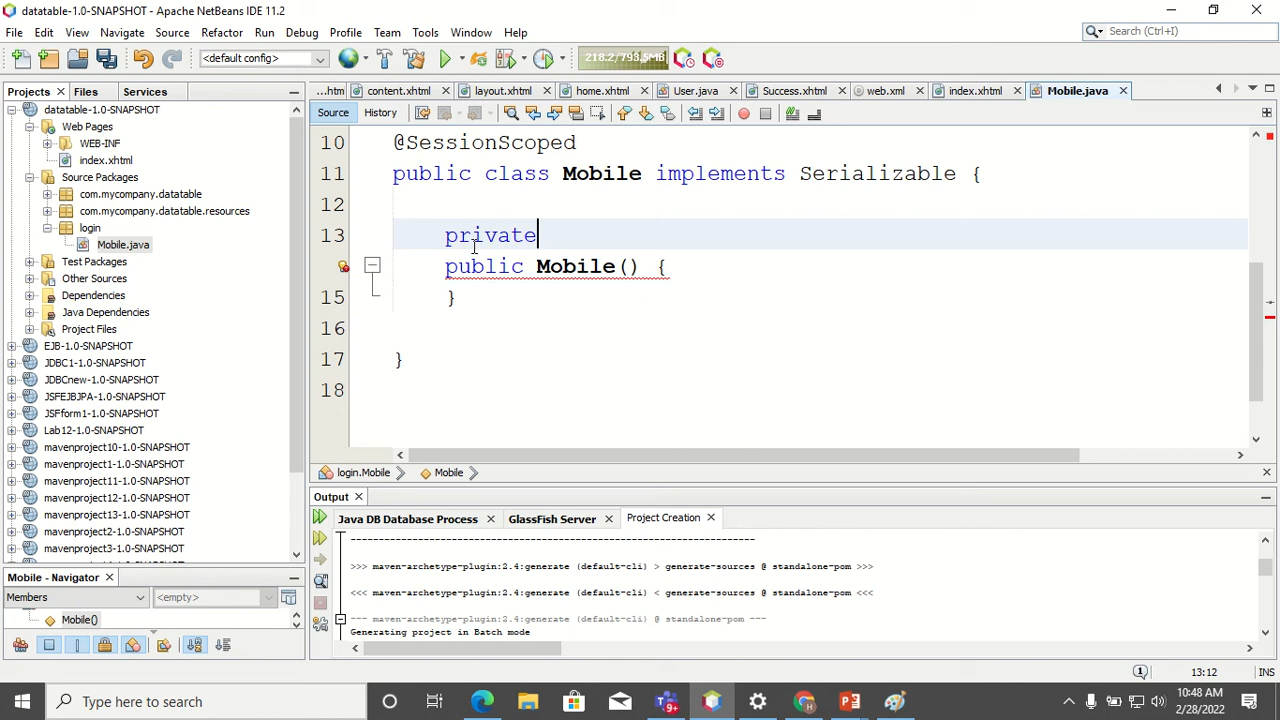 datatable-1.0-SNAPSHOT - Apache NetBeans IDE 11.2
File Edit View Navigate Source Refactor Run Debug Profile Team Tools Window Help
Search (Ctrl+I)
<default config>
218.2/798.5MB
Projects Files Services
...htm content.xhtml layout.xhtml home.xhtml User.java Success.xhtml web.xml index.xhtml Mobile.java
Source History
datatable-1.0-SNAPSHOT
Web Pages
WEB-INF
index.xhtml
Source Packages
com.mycompany.datatable
com.mycompany.datatable.resources
login
Mobile.java
Test Packages
Other Sources
Dependencies
Java Dependencies
Project Files
EJB-1.0-SNAPSHOT
JDBC1-1.0-SNAPSHOT
JDBCnew-1.0-SNAPSHOT
JSFEJBJPA-1.0-SNAPSHOT
JSFform1-1.0-SNAPSHOT
Lab12-1.0-SNAPSHOT
mavenproject10-1.0-SNAPSHOT
mavenproject1-1.0-SNAPSHOT
mavenproject11-1.0-SNAPSHOT
mavenproject12-1.0-SNAPSHOT
mavenproject13-1.0-SNAPSHOT
mavenproject2-1.0-SNAPSHOT
mavenproject3-1.0-SNAPSHOT
10 @SessionScoped
11 public class Mobile implements Serializable {
12
13 private
public Mobile() {
15 }
16
17 }
18
login.Mobile Mobile
Mobile - Navigator
Members <empty>
Mobile()
Output
Java DB Database Process GlassFish Server Project Creation
------------------------------------------------------------------------
>>> maven-archetype-plugin:2.4:generate (default-cli) > generate-sources @ standalone-pom >>>
<<< maven-archetype-plugin:2.4:generate (default-cli) < generate-sources @ standalone-pom <<<
--- maven-archetype-plugin:2.4:generate (default-cli) @ standalone-pom ---
Generating project in Batch mode
1 13:12 INS
Type here to search
9+
10:48 AM
2/28/2022